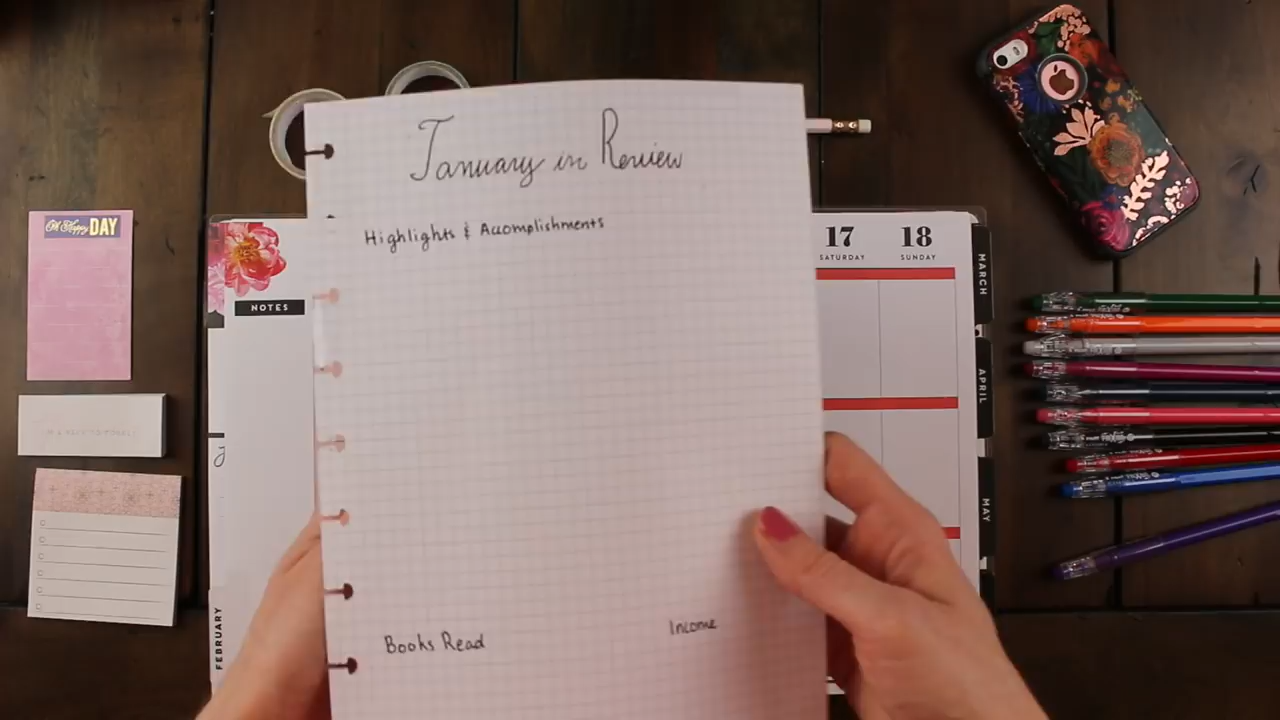 January in Review
Highlights & Accomplishments
Books Read
Income
Oh Happy DAY
NOTES
17
SATURDAY
18
SUNDAY
MARCH
APRIL
MAY
FEBRUARY